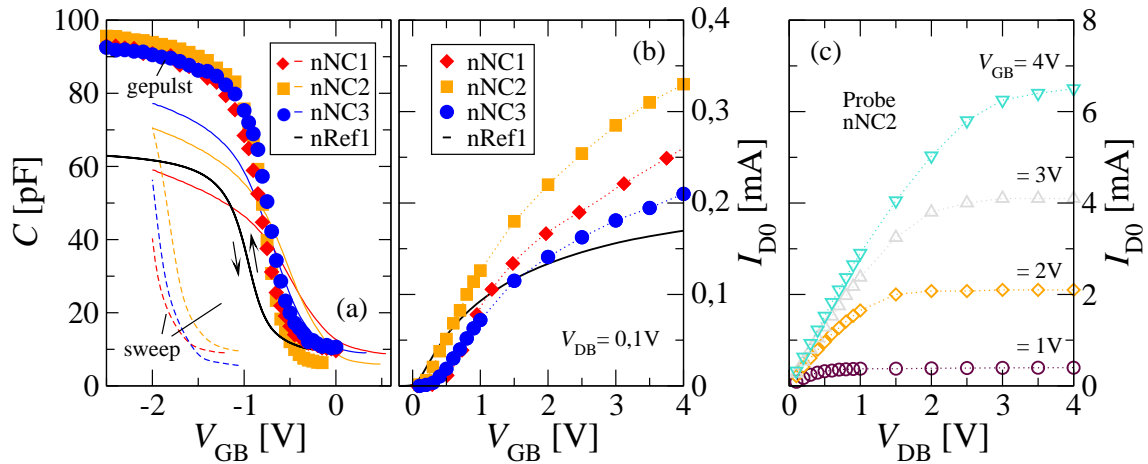 100
80
60
40
20
0
C [pF]
-2
-1
0
V_GB [V]
nNC1
nNC2
nNC3
nRef1
gepulst
sweep
(a)
(b)
nNC1
nNC2
nNC3
nRef1
V_DB = 0,1V
0
1
2
3
4
V_GB [V]
0,4
0,3
0,2
0,1
0
I_D0 [mA]
(c)
V_GB = 4V
Probe
nNC2
= 3V
= 2V
= 1V
0
1
2
3
4
V_DB [V]
8
6
4
2
0
I_D0 [mA]